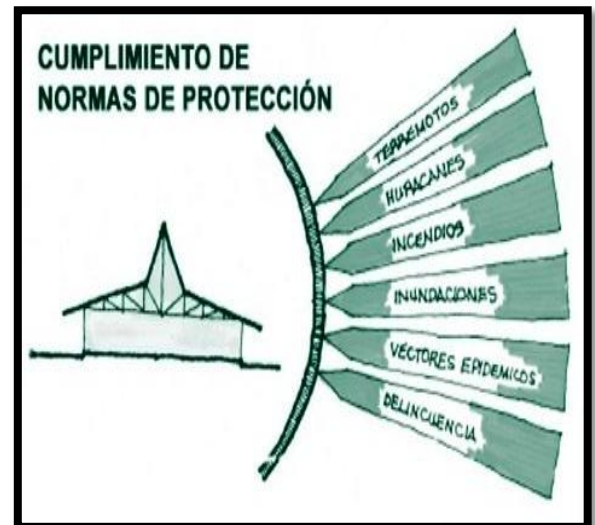 CUMPLIMIENTO DE
NORMAS DE PROTECCIÓN
TERREMOTOS
HURACANES
INCENDIOS
INUNDACIONES
VECTORES EPIDEMICOS
DELINCUENCIA